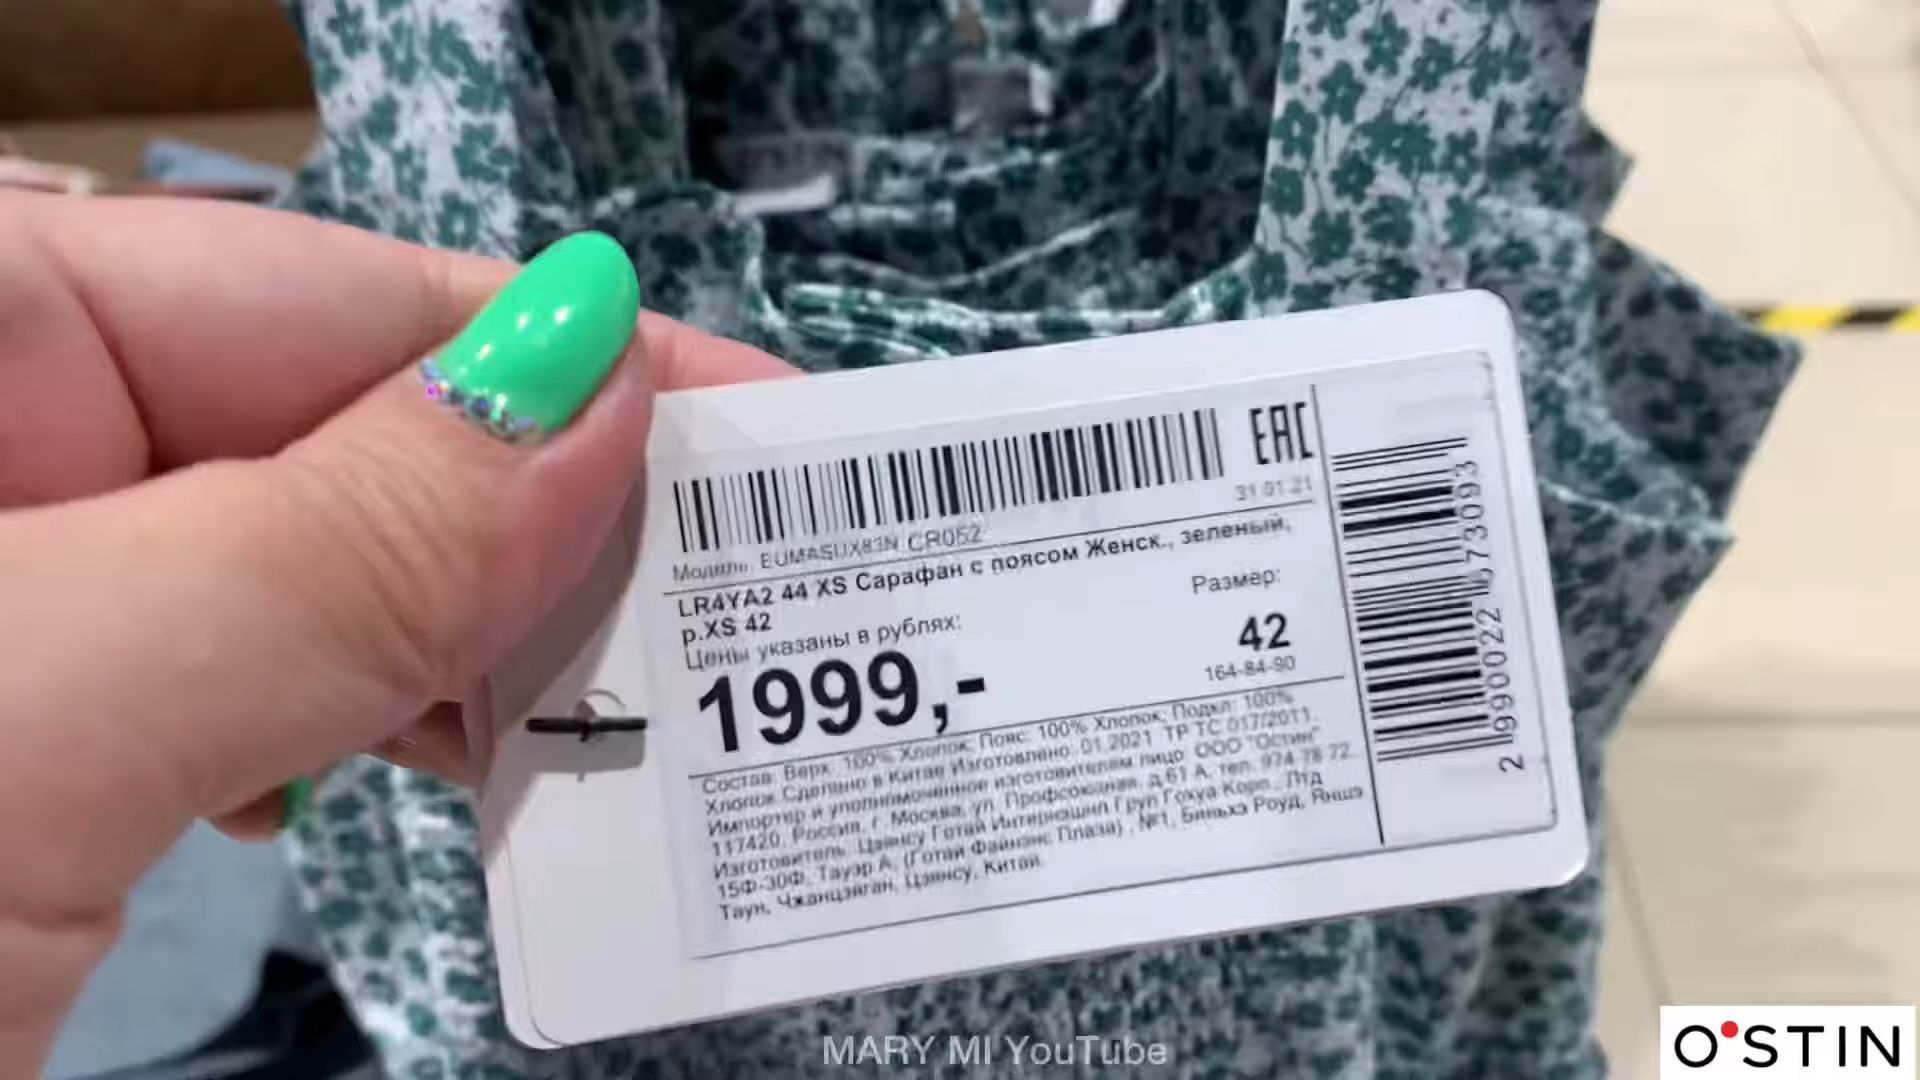 EAC
31 01 21
Модель: EUMASUX83N CR052
LR4YA2 44 XS Сарафан с поясом Женск., зеленый,
р.XS 42
Цены указаны в рублях:
Размер:
1999,-
42
164-84-90
Состав: Верх: 100% Хлопок; Пояс: 100% Хлопок; Подкл: 100%
Хлопок Сделано в Китае Изготовлено: 01.2021 ТР ТС 017/2011.
Импортер и уполномоченное изготовителем лицо: ООО "Остин"
117420, Россия, г. Москва, ул. Профсоюзная, д.61 А, тел. 974 78 72
Изготовитель: Цзянсу Готай Интернэшнл Груп Гохуа Корп., Лтд
15Ф-30Ф, Тауэр А, (Готай Файнэнс Плаза), №1, Биньхэ Роуд, Яншэ
Таун, Чжанцзяган, Цзянсу, Китай
2 990022 673093
MARY MI YouTube
O'STIN